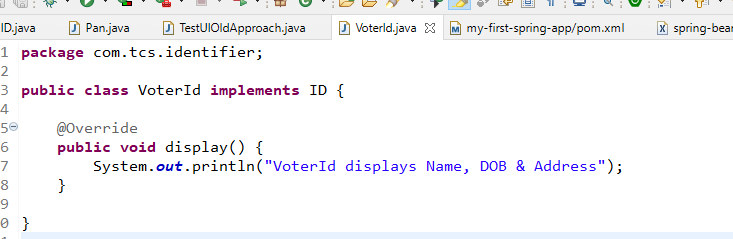 ID.java Pan.java TestUIOldApproach.java VoterId.java my-first-spring-app/pom.xml spring-bear
1 package com.tcs.identifier;
2
3 public class VoterId implements ID {
4
5 @Override
6 public void display() {
7 System.out.println("VoterId displays Name, DOB & Address");
8 }
9
0 }